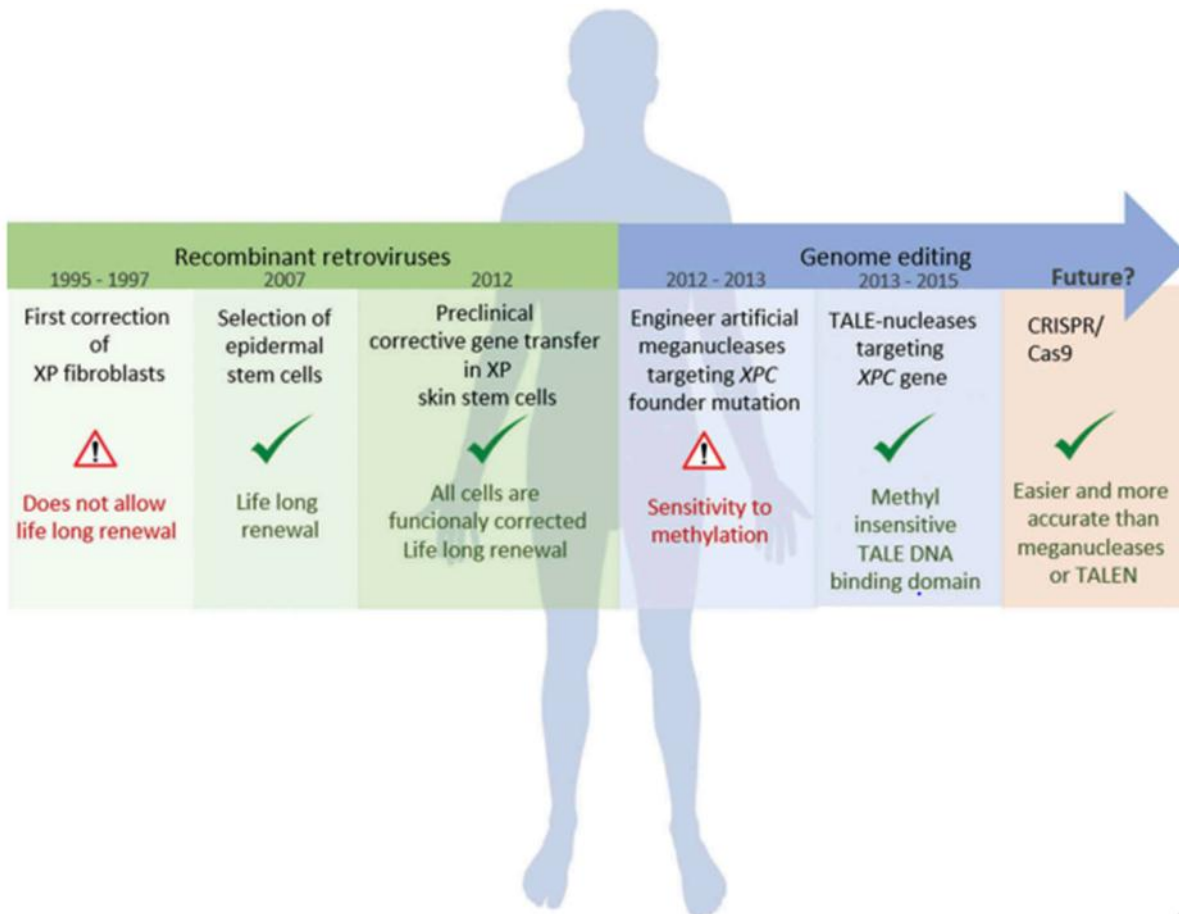 Recombinant retroviruses
Genome editing
1995 - 1997
2007
2012
2012 - 2013
2013 - 2015
Future?
First correction
of
XP fibroblasts
Does not allow
life long renewal
Selection of
epidermal
stem cells
Life long
renewal
Preclinical
corrective gene transfer
in XP
skin stem cells
All cells are
funcionaly corrected
Life long renewal
Engineer artificial
meganucleases
targeting XPC
founder mutation
Sensitivity to
methylation
TALE-nucleases
targeting
XPC gene
Methyl
insensitive
TALE DNA
binding domain
CRISPR/
Cas9
Easier and more
accurate than
meganucleases
or TALEN